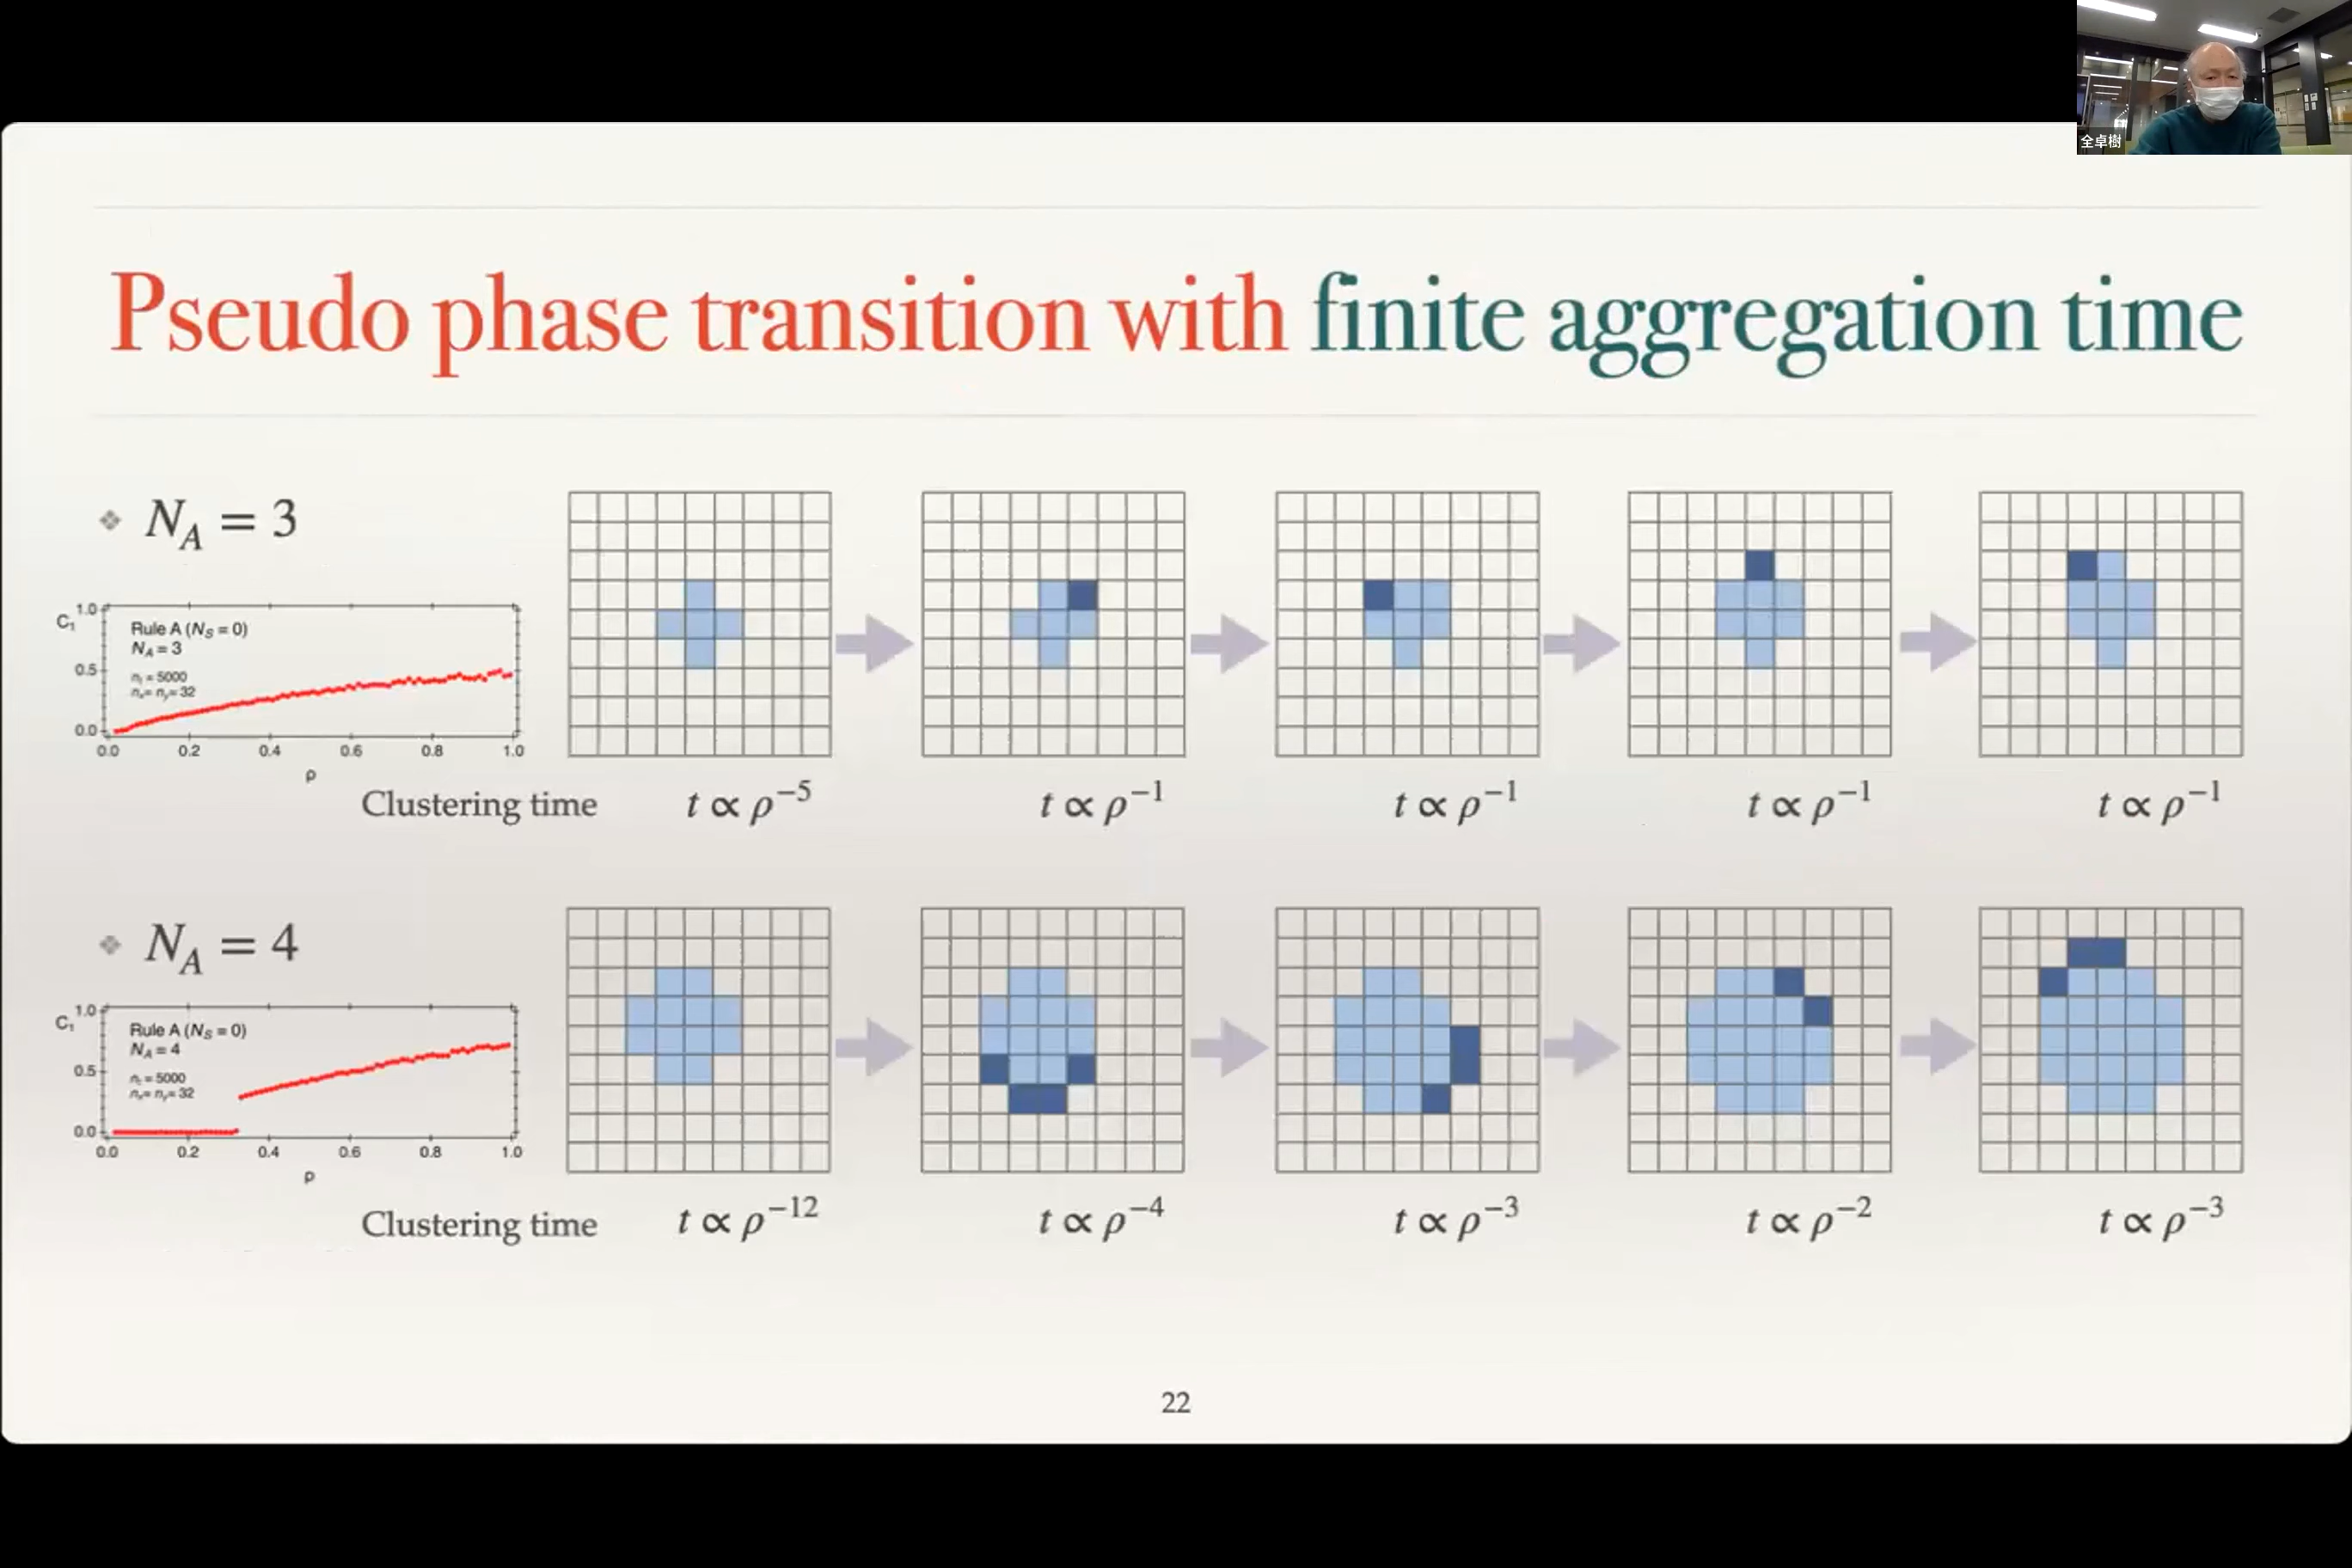 全卓樹
Pseudo phase transition with finite aggregation time
❖ N_A = 3
C₁ 1.0
0.5
0.0
Rule A (N_S = 0)
N_A = 3
n_t = 5000
n_x = n_y = 32
0.0 0.2 0.4 0.6 0.8 1.0
ρ
Clustering time t ∝ ρ⁻⁵ t ∝ ρ⁻¹ t ∝ ρ⁻¹ t ∝ ρ⁻¹ t ∝ ρ⁻¹
❖ N_A = 4
C₁ 1.0
0.5
0.0
Rule A (N_S = 0)
N_A = 4
n_t = 5000
n_x = n_y = 32
0.0 0.2 0.4 0.6 0.8 1.0
ρ
Clustering time t ∝ ρ⁻¹² t ∝ ρ⁻⁴ t ∝ ρ⁻³ t ∝ ρ⁻² t ∝ ρ⁻³
22